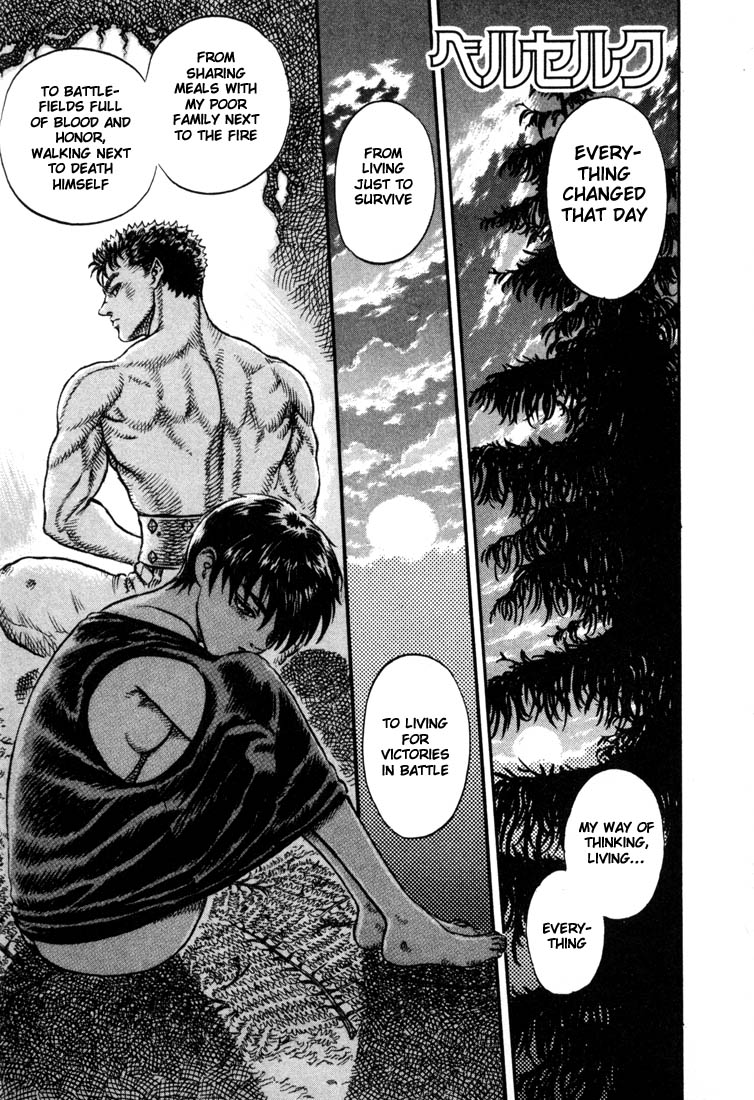 ベルセルク
EVERY-
THING
CHANGED
THAT DAY
MY WAY OF
THINKING,
LIVING...
EVERY-
THING
FROM
LIVING
JUST TO
SURVIVE
TO LIVING
FOR
VICTORIES
IN BATTLE
FROM
SHARING
MEALS WITH
MY POOR
FAMILY NEXT
TO THE FIRE
TO BATTLE-
FIELDS FULL
OF BLOOD AND
HONOR,
WALKING NEXT
TO DEATH
HIMSELF